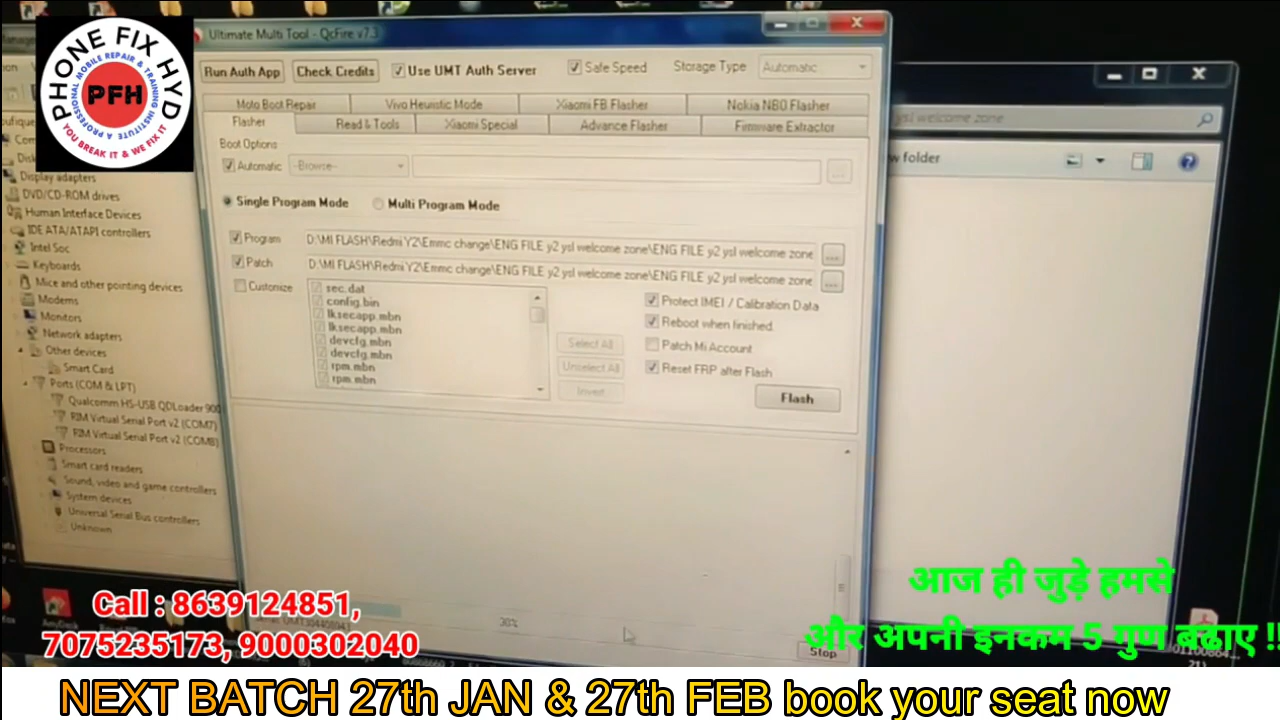 PHONE FIX HYD
PROFESSIONAL MOBILE REPAIR & TRAINING INSTITUTE
PFH
YOU BREAK IT & WE FIX IT
Ultimate Multi Tool - QcFire v7.3
Run Auth App
Check Credits
Use UMT Auth Server
Safe Speed
Storage Type
Automatic
Moto Boot Repair
Vivo Heuristic Mode
Xiaomi FB Flasher
Nokia NB0 Flasher
Flasher
Read & Tools
Xiaomi Special
Advance Flasher
Firmware Extractor
Boot Options
Automatic
--Browse--
Single Program Mode
Multi Program Mode
Program
D:\MI FLASH\Redmi Y2\Emmc change\ENG FILE y2 ysl welcome zone\ENG FILE y2 ysl welcome zone
...
Patch
D:\MI FLASH\Redmi Y2\Emmc change\ENG FILE y2 ysl welcome zone\ENG FILE y2 ysl welcome zone
...
Customize
sec.dat
config.bin
lksecapp.mbn
lksecapp.mbn
devcfg.mbn
devcfg.mbn
rpm.mbn
rpm.mbn
Select All
Unselect All
Invert
Protect IMEI / Calibration Data
Reboot when finished
Patch Mi Account
Reset FRP after Flash
Flash
38%
Stop
ysl welcome zone
w folder
Display adapters
DVD/CD-ROM drives
Human Interface Devices
IDE ATA/ATAPI controllers
Intel Soc
Keyboards
Mice and other pointing devices
Modems
Monitors
Network adapters
Other devices
Smart Card
Ports (COM & LPT)
Qualcomm HS-USB QDLoader 900
RIM Virtual Serial Port v2 (COM7)
RIM Virtual Serial Port v2 (COM8)
Processors
Smart card readers
Sound, video and game controllers
System devices
Universal Serial Bus controllers
Unknown
AnyDesk
Call : 8639124851,
7075235173, 9000302040
आज ही जुड़े हमसे
और अपनी इनकम 5 गुण बढाए !!
NEXT BATCH 27th JAN & 27th FEB book your seat now